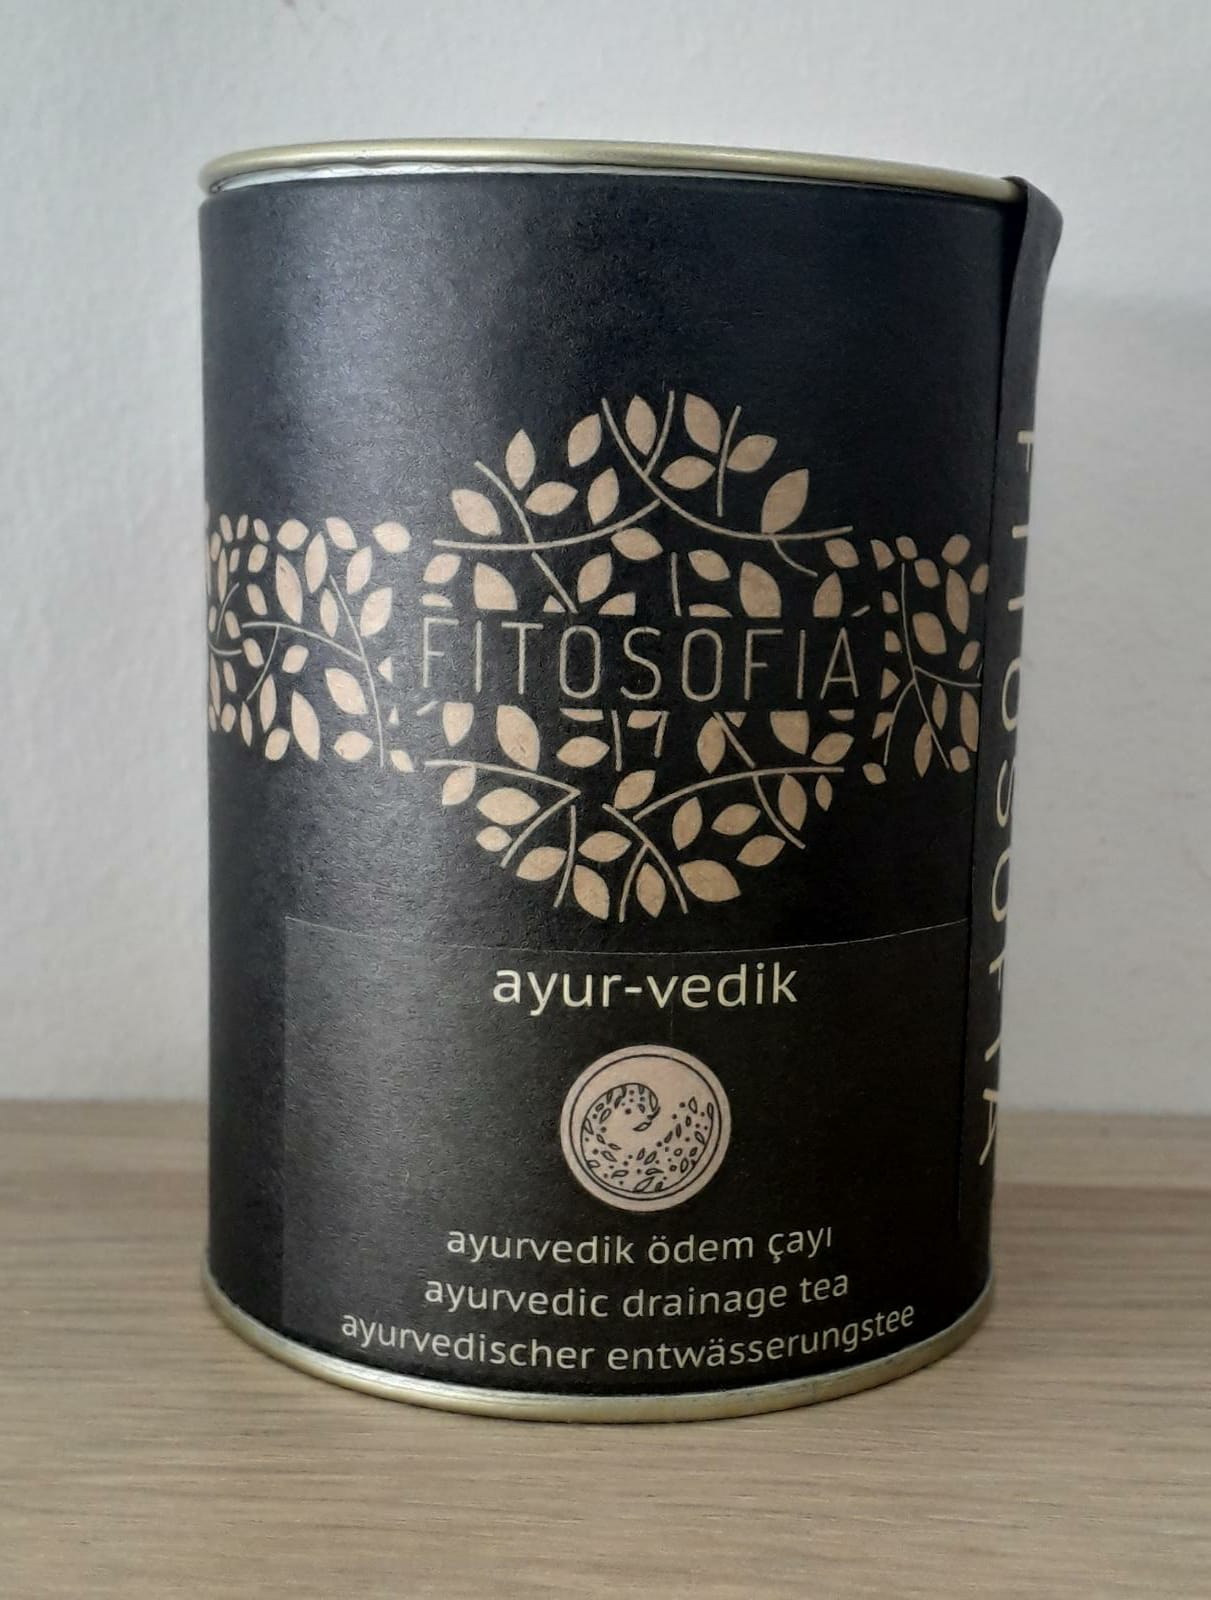 FITOSOFIA
ayur-vedik
ayurvedik ödem çayı
ayurvedic drainage tea
ayurvedischer entwässerungstee
FITOSOFIA